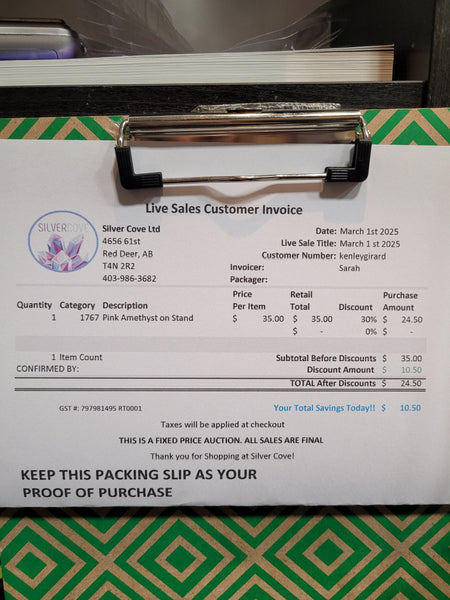 Live Sales Customer Invoice
SILVERCOVE
Silver Cove Ltd
4656 61st
Red Deer, AB
T4N 2R2
403-986-3682
Date: March 1st 2025
Live Sale Title: March 1 st 2025
Customer Number: kenleygirard
Invoicer: Sarah
Packager:
Quantity Category Description Price Per Item Retail Total Discount Purchase Amount
1 1767 Pink Amethyst on Stand $ 35.00 $ 35.00 30% $ 24.50
$ - 0% $ -
1 Item Count Subtotal Before Discounts $ 35.00
CONFIRMED BY: Discount Amount $ 10.50
TOTAL After Discounts $ 24.50
GST #: 797981495 RT0001 Your Total Savings Today!! $ 10.50
Taxes will be applied at checkout
THIS IS A FIXED PRICE AUCTION. ALL SALES ARE FINAL
Thank you for Shopping at Silver Cove!
KEEP THIS PACKING SLIP AS YOUR
PROOF OF PURCHASE